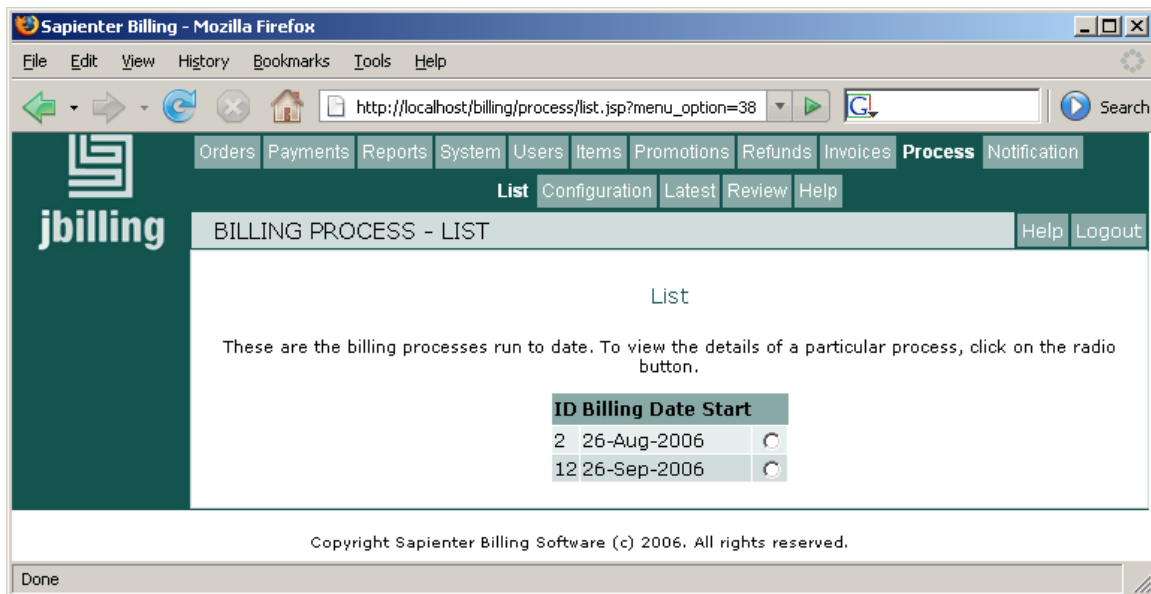 Sapienter Billing - Mozilla Firefox
File Edit View History Bookmarks Tools Help
http://localhost/billing/process/list.jsp?menu_option=38 G Search
Orders Payments Reports System Users Items Promotions Refunds Invoices Process Notification
List Configuration Latest Review Help
jbilling
BILLING PROCESS - LIST Help Logout
List
These are the billing processes run to date. To view the details of a particular process, click on the radio
button.
ID Billing Date Start
2 26-Aug-2006
12 26-Sep-2006
Copyright Sapienter Billing Software (c) 2006. All rights reserved.
Done